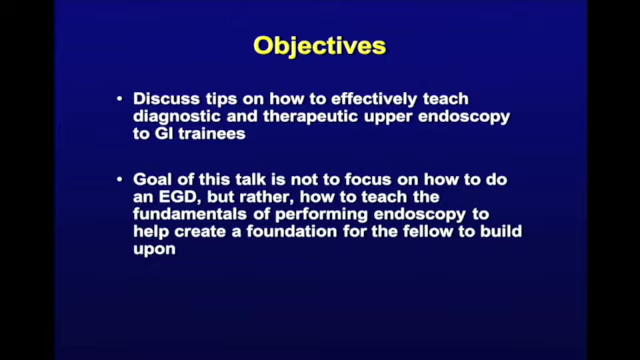 Objectives
• Discuss tips on how to effectively teach
diagnostic and therapeutic upper endoscopy
to GI trainees
• Goal of this talk is not to focus on how to do
an EGD, but rather, how to teach the
fundamentals of performing endoscopy to
help create a foundation for the fellow to build
upon